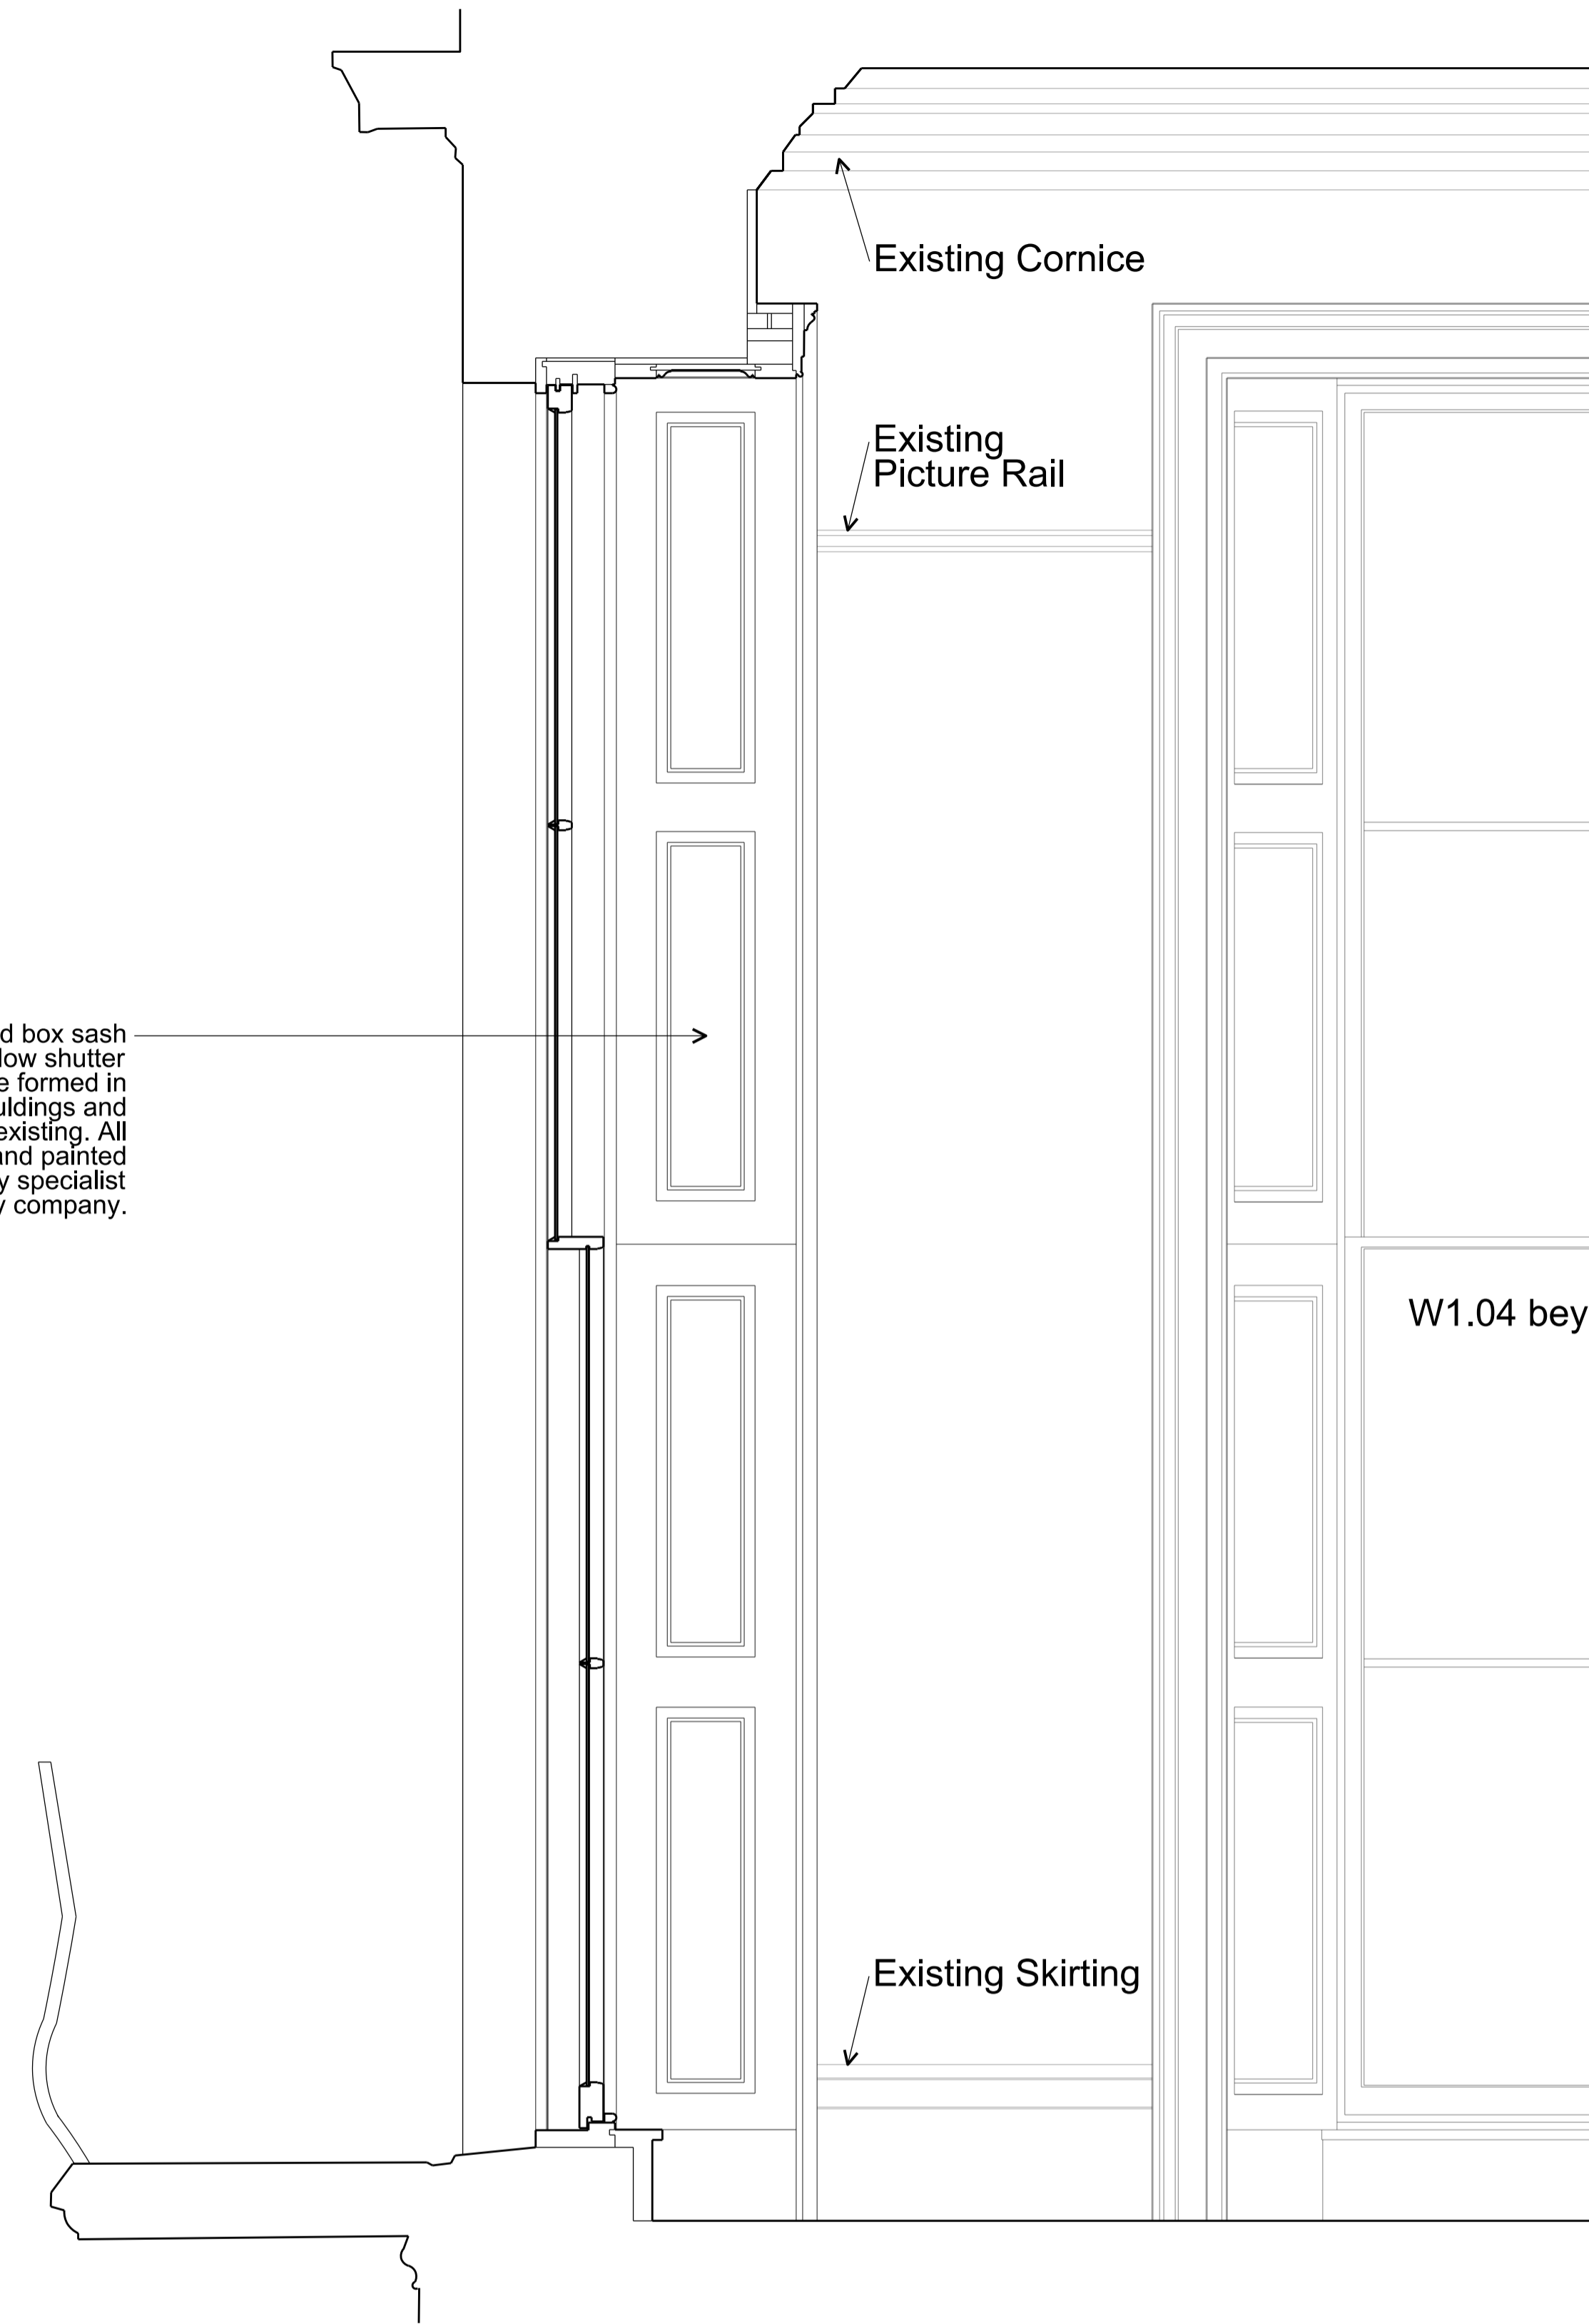 Existing Cornice
Existing
Picture Rail
d box sash
low shutter
e formed in
uldings and
existing. All
and painted
y specialist
y company.
W1.04 bey
Existing Skirting